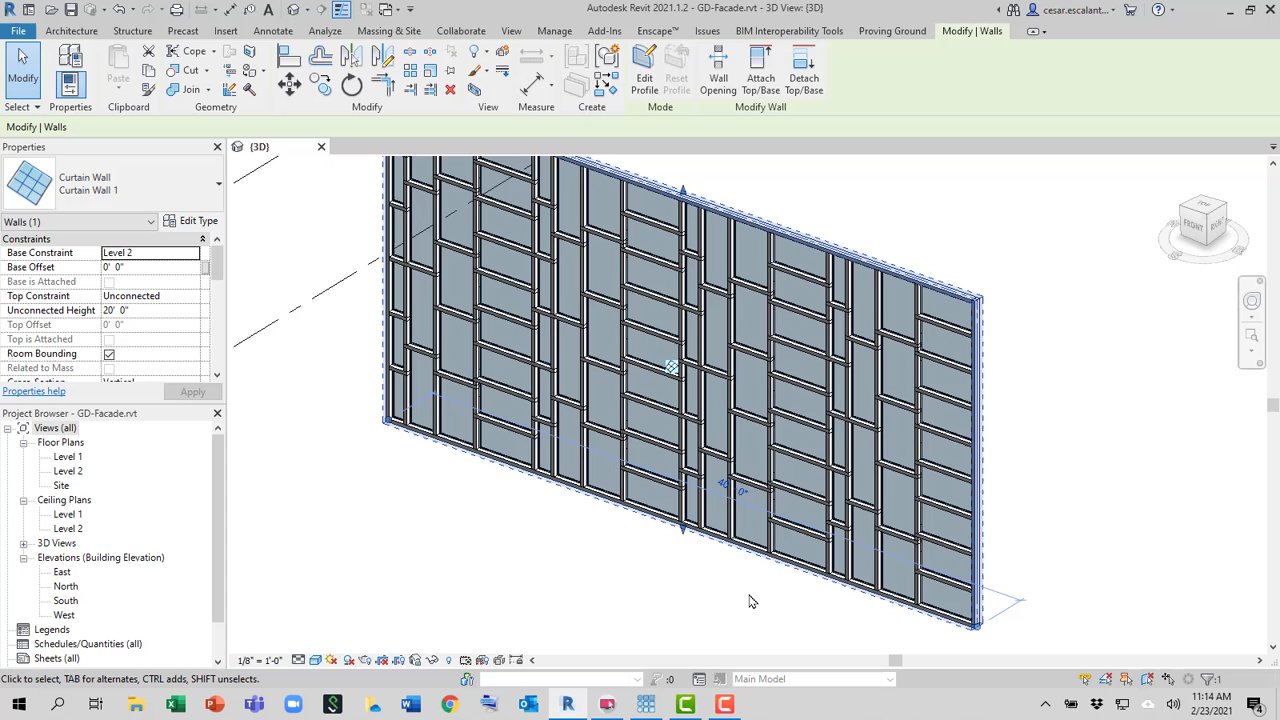 Autodesk Revit 2021.1.2 - GD-Facade.rvt - 3D View: {3D}
cesar.escalant...
File Architecture Structure Precast Insert Annotate Massing & Site Collaborate View Manage Add-Ins Enscape™ Issues BIM Interoperability Tools Proving Ground Modify | Walls
Modify Paste Cope Cut Join Edit Profile Reset Profile Wall Opening Attach Top/Base Detach Top/Base
Select Properties Clipboard Geometry Modify View Measure Create Mode Modify Wall
Modify | Walls
Properties
{3D}
Curtain Wall
Curtain Wall 1
Walls (1) Edit Type
Constraints
Base Constraint Level 2
Base Offset 0' 0"
Base is Attached
Top Constraint Unconnected
Unconnected Height 20' 0"
Top Offset 0' 0"
Top is Attached
Room Bounding
Related to Mass
Properties help Apply
Project Browser - GD-Facade.rvt
Views (all)
Floor Plans
Level 1
Level 2
Site
Ceiling Plans
Level 1
Level 2
3D Views
Elevations (Building Elevation)
East
North
South
West
Legends
Schedules/Quantities (all)
Sheets (all)
TOP
FRONT
RIGHT
1/8" = 1'-0"
Click to select, TAB for alternates, CTRL adds, SHIFT unselects.
:0
Main Model
:1
11:14 AM
2/23/2021
4